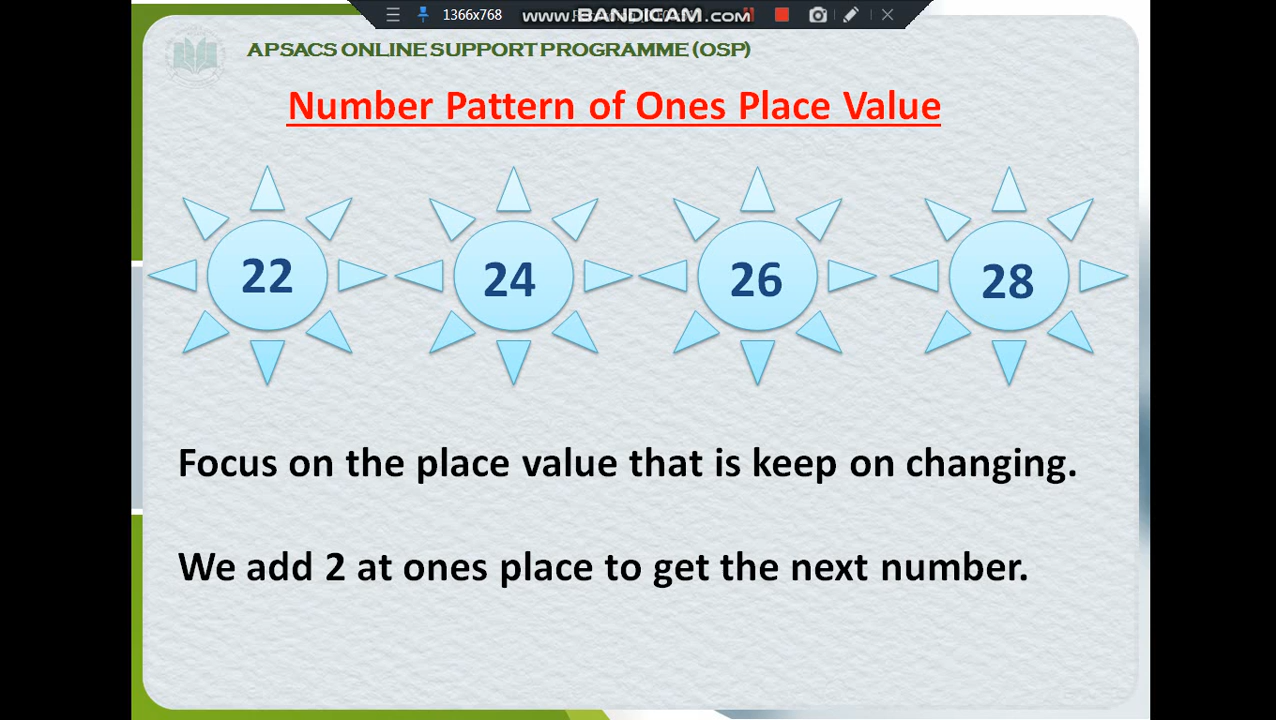 1366x768
www.BANDICAM.com
APSACS ONLINE SUPPORT PROGRAMME (OSP)
Number Pattern of Ones Place Value
22 24 26 28
Focus on the place value that is keep on changing.
We add 2 at ones place to get the next number.